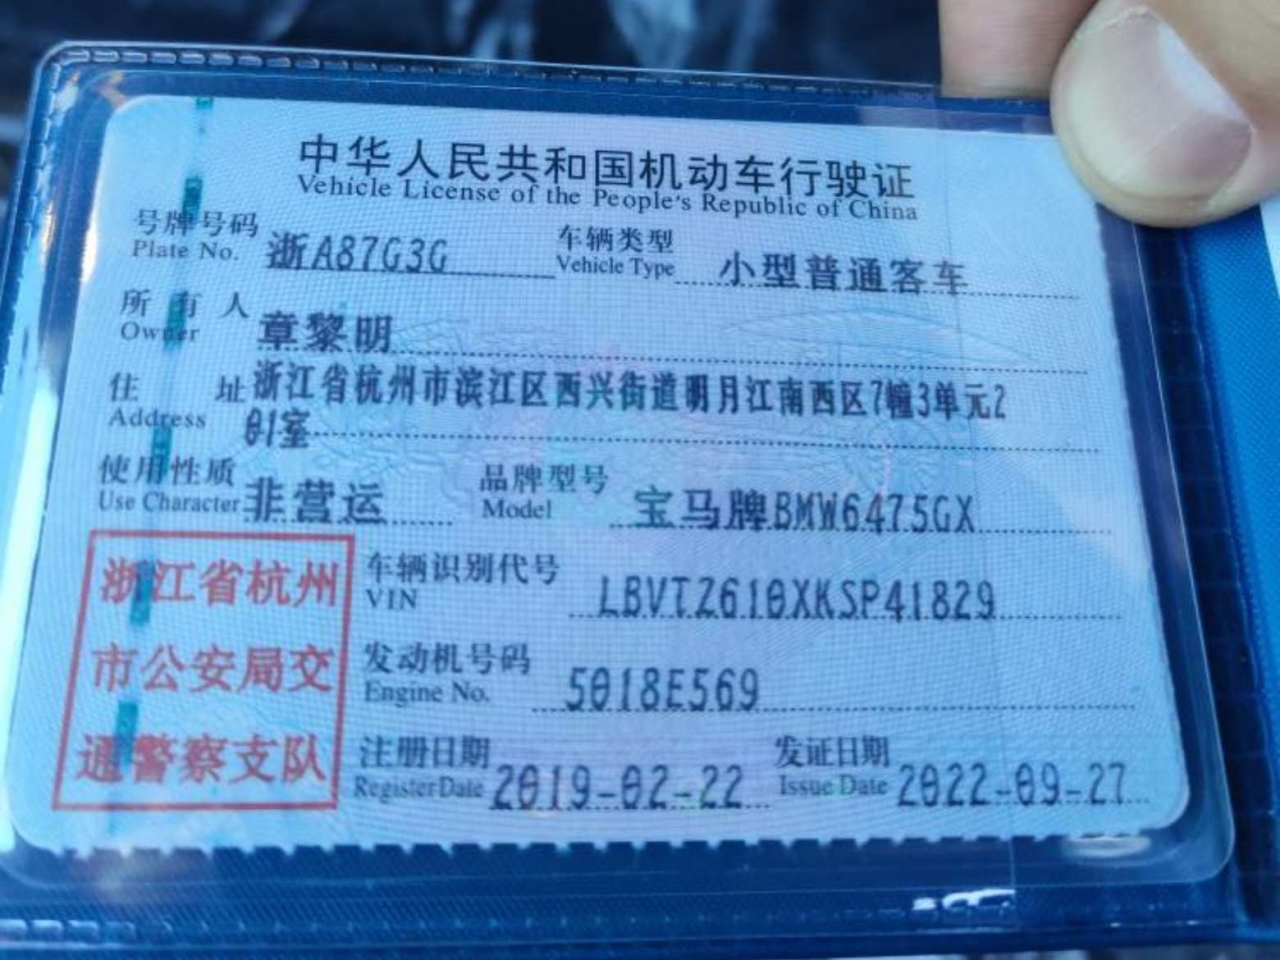 中华人民共和国机动车行驶证
Vehicle License of the People's Republic of China
号牌号码 浙A87G3G 车辆类型 小型普通客车
Plate No. Vehicle Type
所有人 章黎明
Owner
住址 浙江省杭州市滨江区西兴街道明月江南西区7幢3单元2
Address 01室
使用性质 非营运 品牌型号 宝马牌BMW6475GX
Use Character Model
浙江省杭州
市公安局交
通警察支队
车辆识别代号 LBVTZ610XKSP41829
VIN
发动机号码 5018E569
Engine No.
注册日期 2019-02-22 发证日期 2022-09-27
Register Date Issue Date